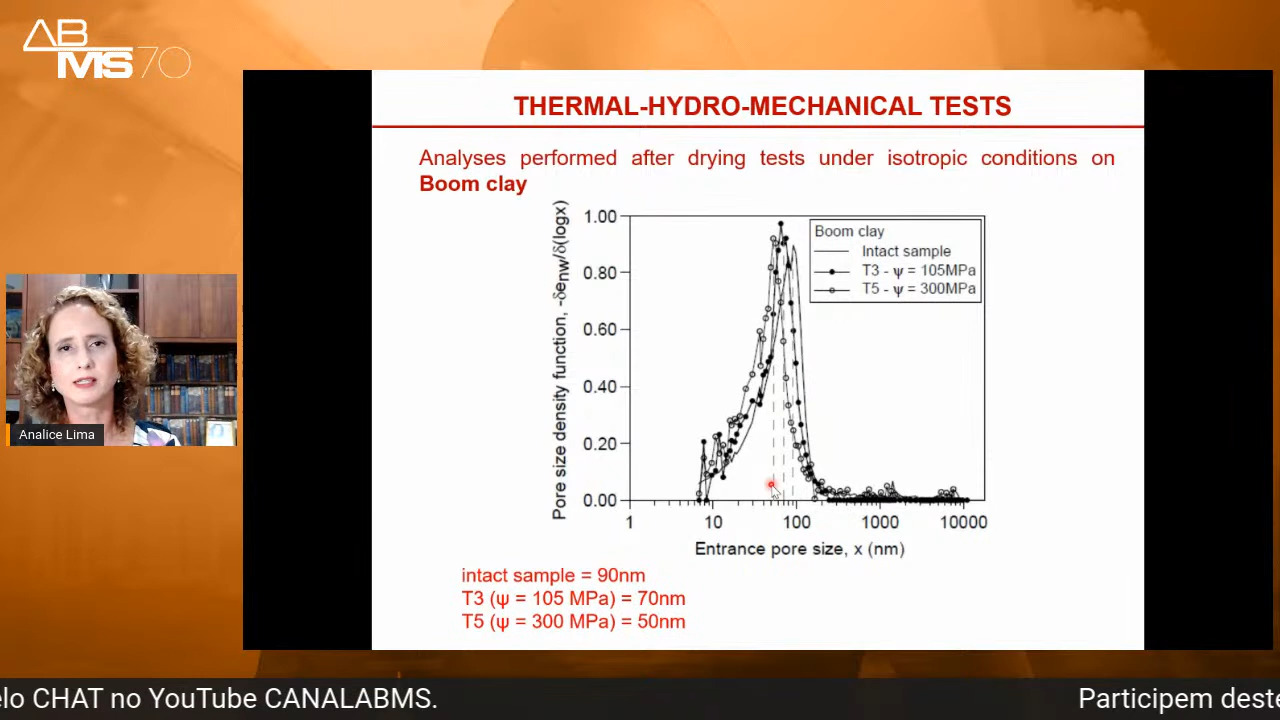 ABMS 70
THERMAL-HYDRO-MECHANICAL TESTS
Analyses performed after drying tests under isotropic conditions on
Boom clay
Pore size density function, -δenw/δ(logx)
1.00
0.80
0.60
0.40
0.20
0.00
Boom clay
Intact sample
T3 - ψ = 105MPa
T5 - ψ = 300MPa
1 10 100 1000 10000
Entrance pore size, x (nm)
intact sample = 90nm
T3 (ψ = 105 MPa) = 70nm
T5 (ψ = 300 MPa) = 50nm
Analice Lima
elo CHAT no YouTube CANALABMS. Participem deste